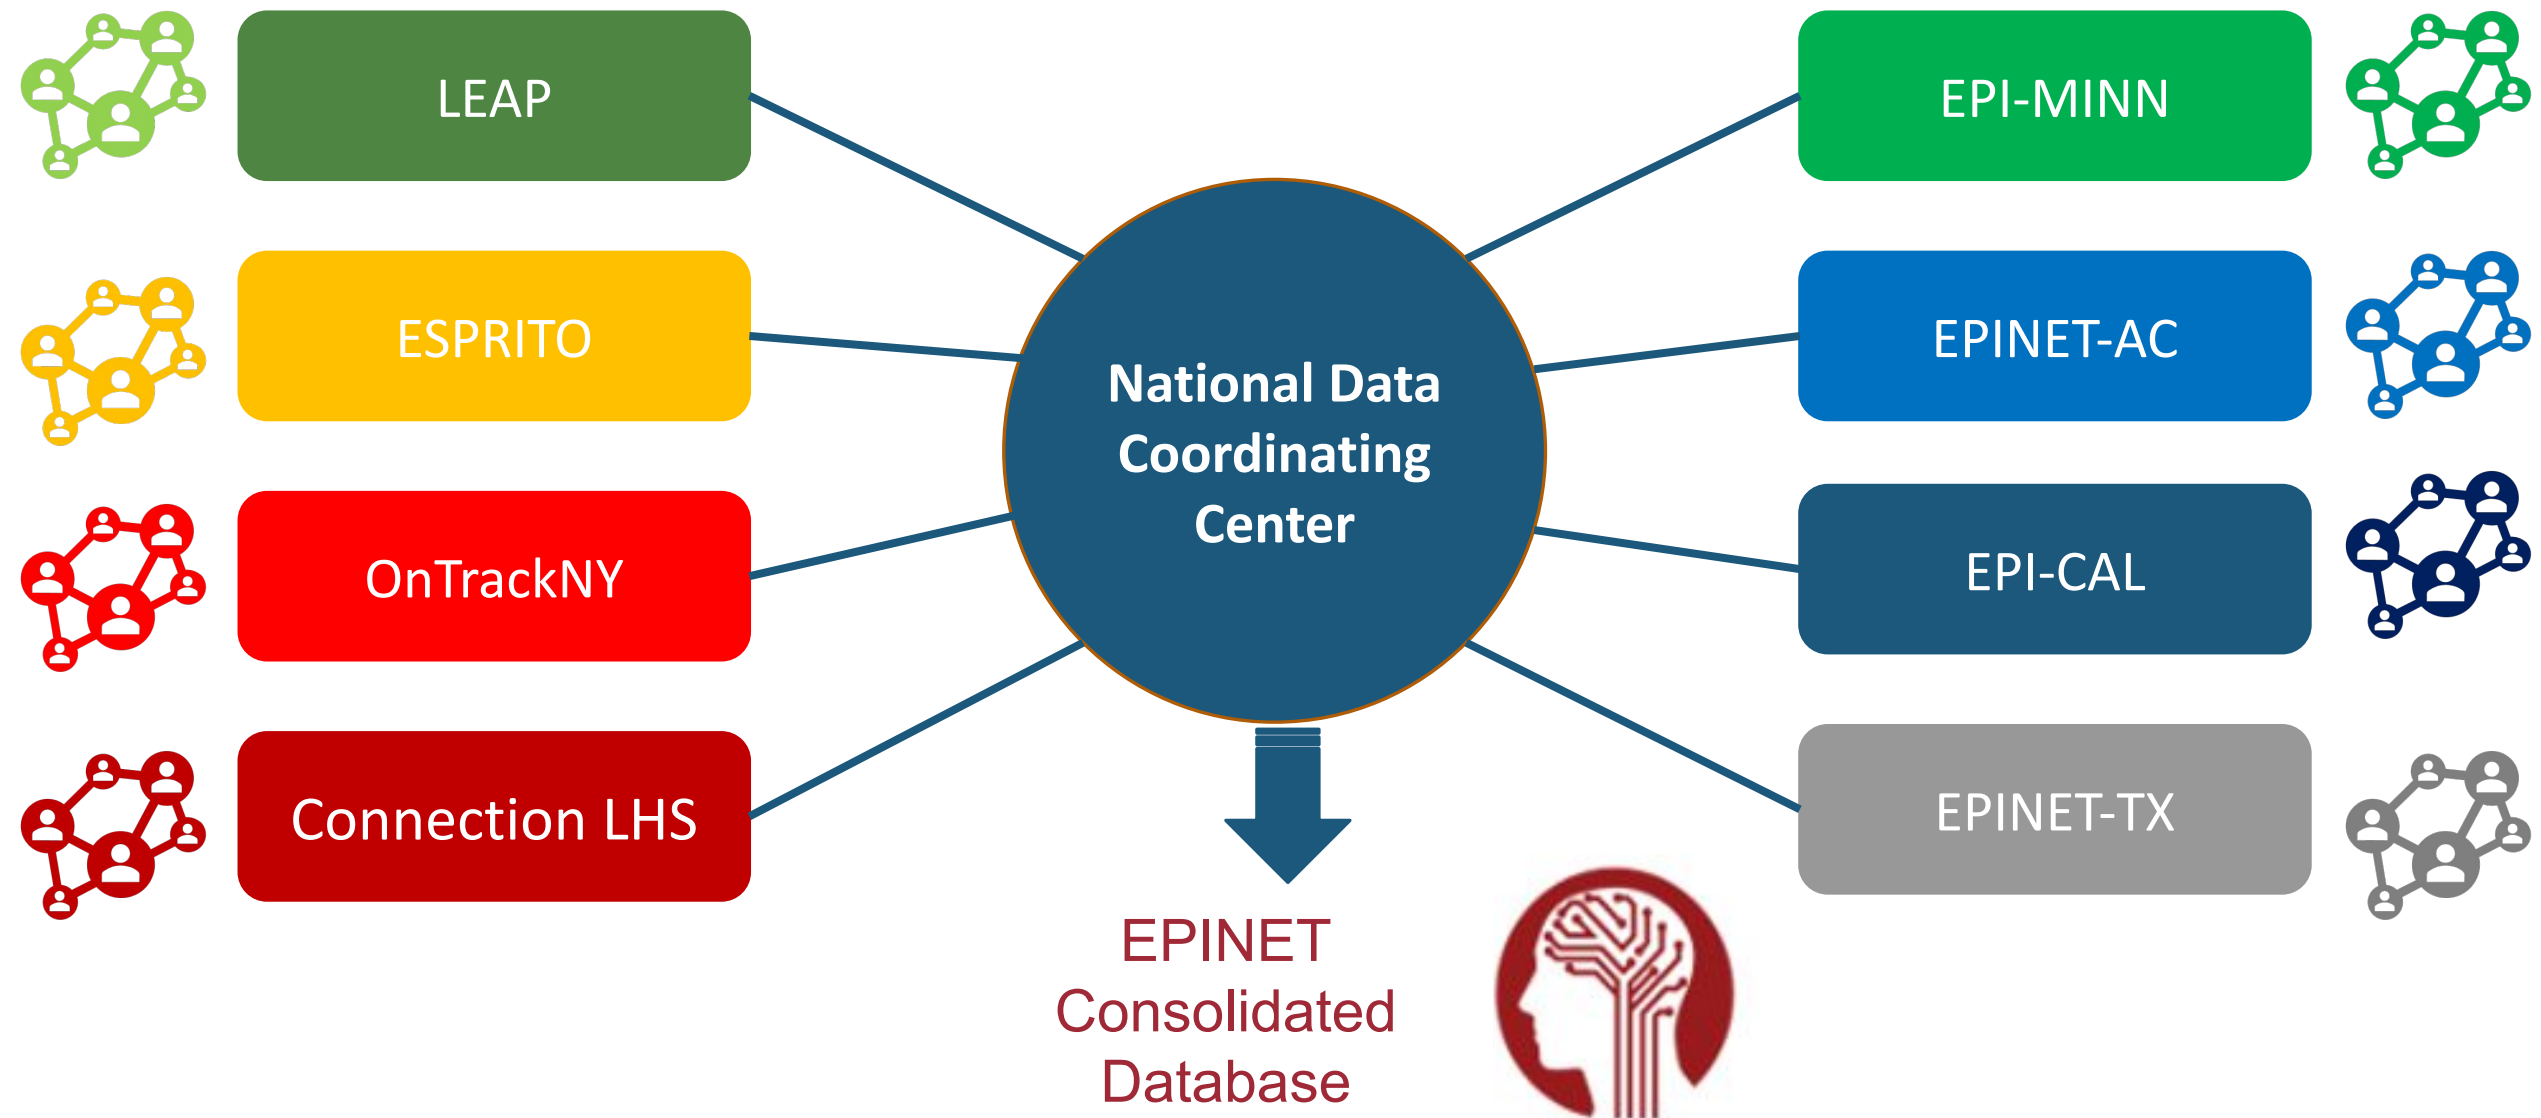 LEAP
ESPRITO
OnTrackNY
Connection LHS
National Data
Coordinating
Center
EPI-MINN
EPINET-AC
EPI-CAL
EPINET-TX
EPINET
Consolidated
Database